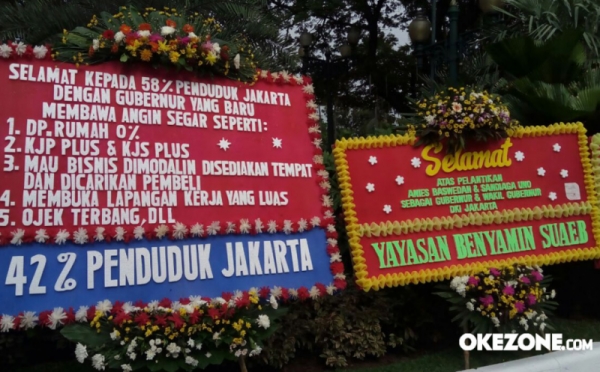 SELAMAT KEPADA 58% PENDUDUK JAKARTA
DENGAN GUBERNUR YANG BARU
MEMBAWA ANGIN SEGAR SEPERTI:
1. DP. RUMAH 0%
2. KJP PLUS & KJS PLUS
3. MAU BISNIS DIMODALIN DISEDIAKAN TEMPAT
DAN DICARIKAN PEMBELI
4. MEMBUKA LAPANGAN KERJA YANG LUAS
5. OJEK TERBANG, DLL
42% PENDUDUK JAKARTA
Selamat
ATAS PELANTIKAN
ANIES BASWEDAN & SANDIAGA UNO
SEBAGAI GUBERNUR & WAKIL GUBERNUR
DKI JAKARTA
YAYASAN BENYAMIN SUAEB
OKEZONE.COM